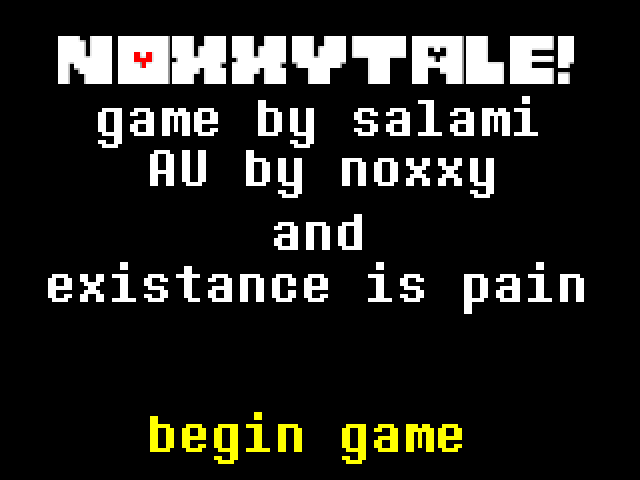 NOXXYTALE!
game by salami
AU by noxxy
and
existance is pain
begin game